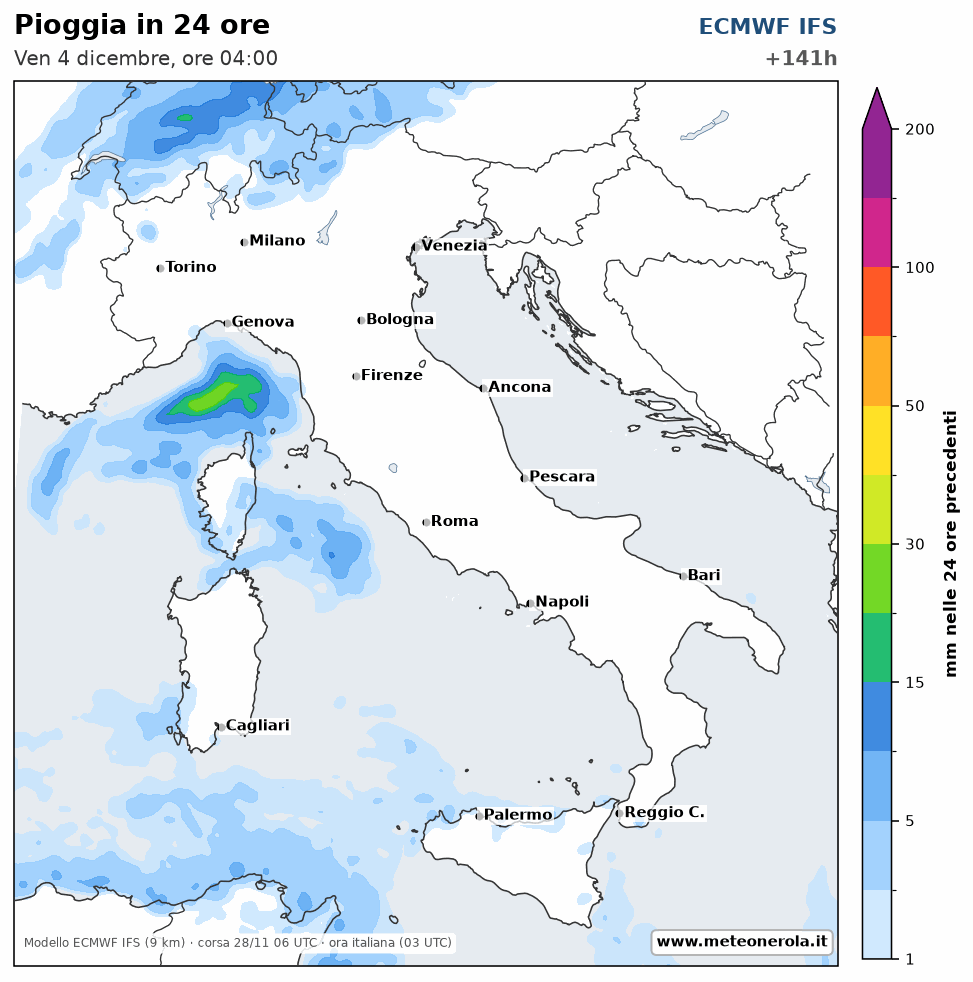 Pioggia in 24 ore
ECMWF IFS
Ven 4 dicembre, ore 04:00
+141h
200
100
50
30
15
5
1
mm nelle 24 ore precedenti
Milano
Venezia
Torino
Genova
Bologna
Firenze
Ancona
Pescara
Roma
Bari
Napoli
Cagliari
Palermo
Reggio C.
Modello ECMWF IFS (9 km) · corsa 28/11 06 UTC · ora italiana (03 UTC)
www.meteonerola.it